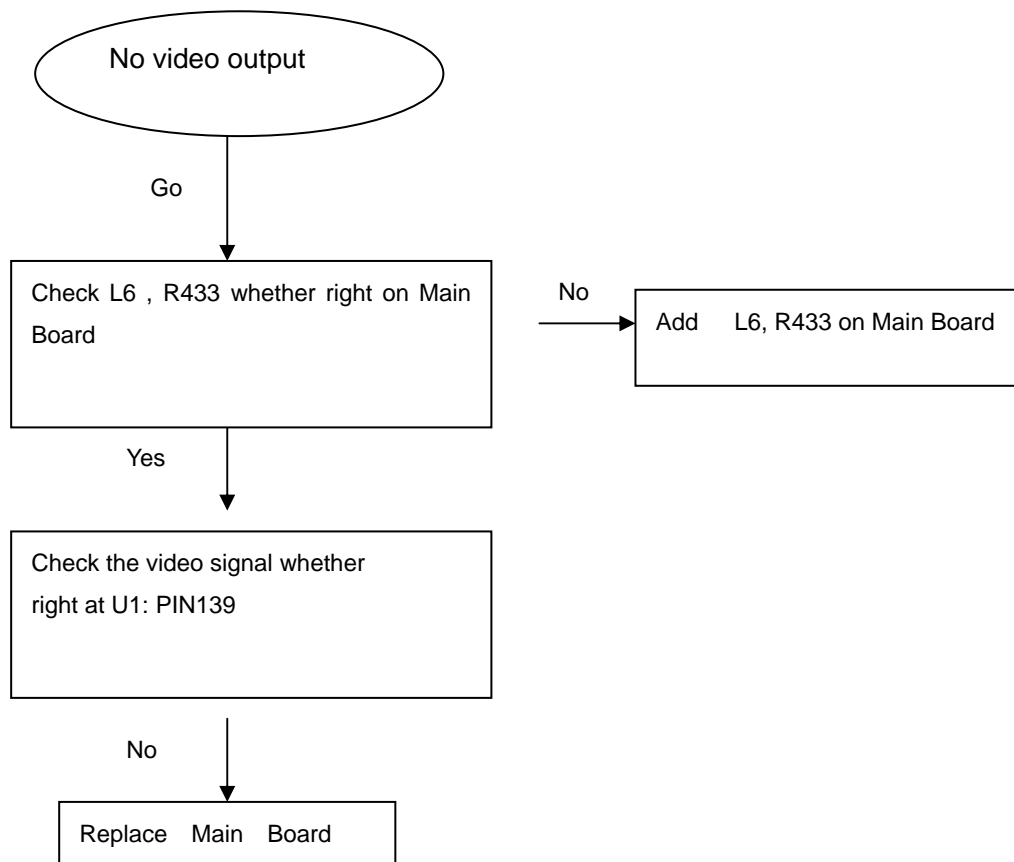 No video output
Go
Check L6 , R433 whether right on Main
Board
No
Add L6, R433 on Main Board
Yes
Check the video signal whether
right at U1: PIN139
No
Replace Main Board